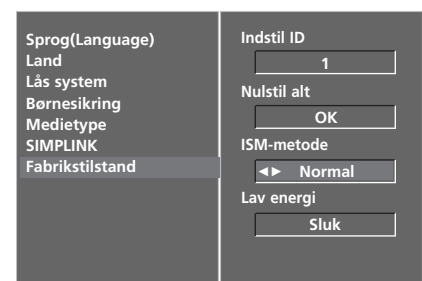 Sprog(Language)
Land
Lås system
Børnesikring
Medietype
SIMPLINK
Fabrikstilstand
Indstil ID
1
Nulstil alt
OK
ISM-metode
◄► Normal
Lav energi
Sluk